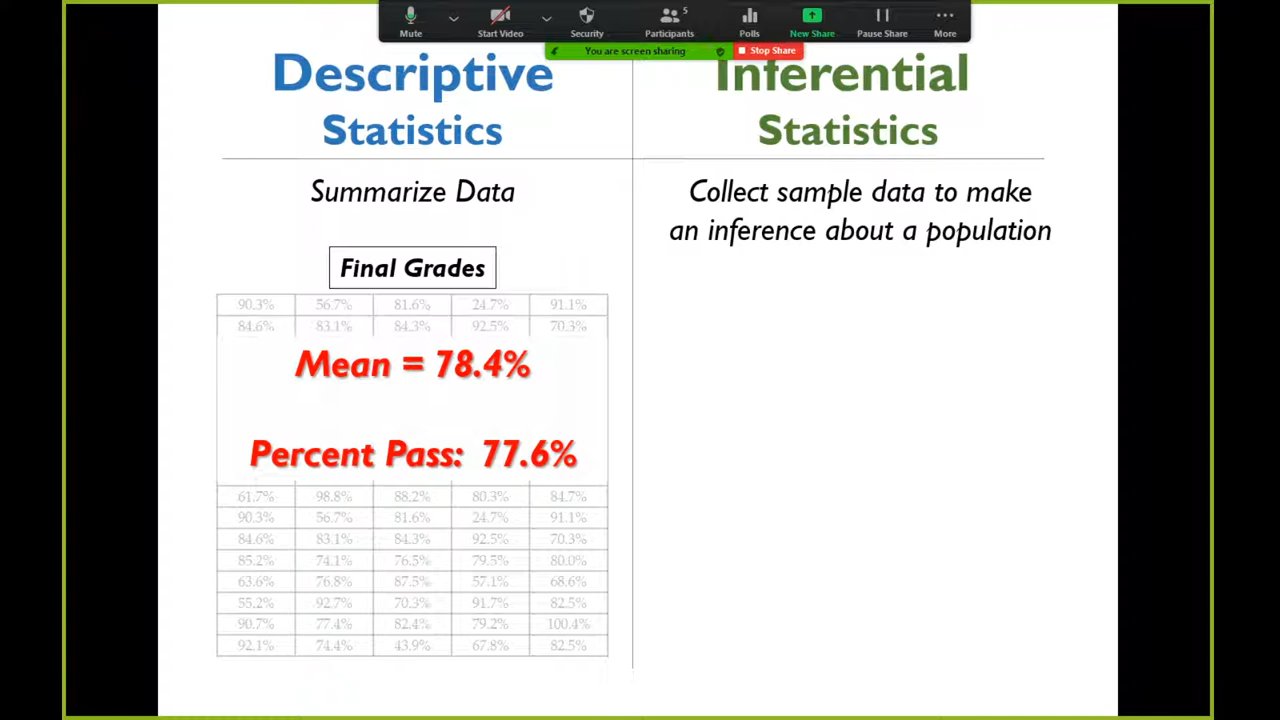 Mute
Start Video
Security
Participants
5
Polls
New Share
Pause Share
More
You are screen sharing
Stop Share
Descriptive
Statistics
Summarize Data
Final Grades
90.3% 56.7% 81.6% 24.7% 91.1%
84.6% 83.1% 84.3% 92.5% 70.3%
Mean = 78.4%
Percent Pass: 77.6%
61.7% 98.8% 88.2% 80.3% 84.7%
90.3% 56.7% 81.6% 24.7% 91.1%
84.6% 83.1% 84.3% 92.5% 70.3%
85.2% 74.1% 76.5% 79.5% 80.0%
63.6% 76.8% 87.5% 57.1% 68.6%
55.2% 92.7% 70.3% 91.7% 82.5%
90.7% 77.4% 82.4% 79.2% 100.4%
92.1% 74.4% 43.9% 67.8% 82.5%
Inferential
Statistics
Collect sample data to make
an inference about a population